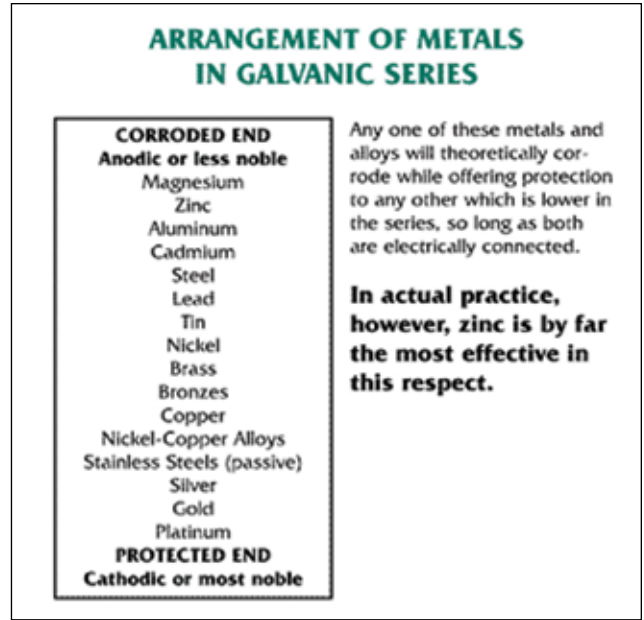 ARRANGEMENT OF METALS
IN GALVANIC SERIES
CORRODED END
Anodic or less noble
Magnesium
Zinc
Aluminum
Cadmium
Steel
Lead
Tin
Nickel
Brass
Bronzes
Copper
Nickel-Copper Alloys
Stainless Steels (passive)
Silver
Gold
Platinum
PROTECTED END
Cathodic or most noble
Any one of these metals and
alloys will theoretically cor-
rode while offering protection
to any other which is lower in
the series, so long as both
are electrically connected.
In actual practice,
however, zinc is by far
the most effective in
this respect.